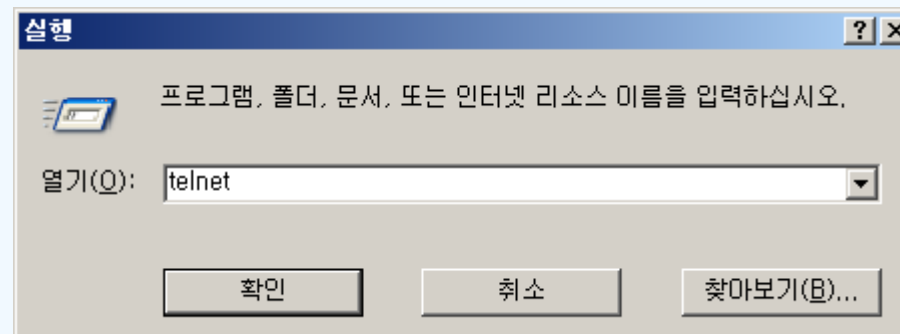 실행
프로그램, 폴더, 문서, 또는 인터넷 리소스 이름을 입력하십시오.
열기(O): telnet
확인 취소 찾아보기(B)...